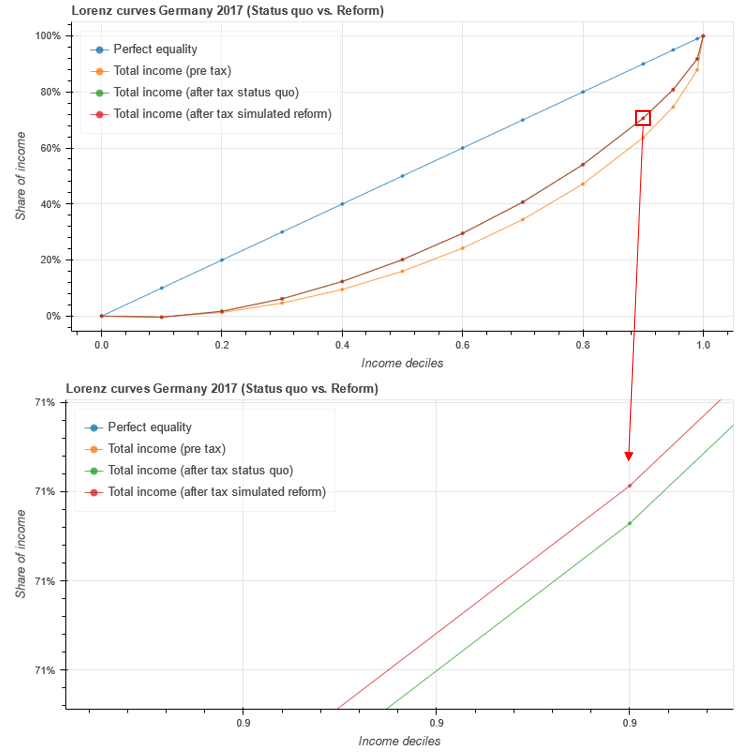 Lorenz curves Germany 2017 (Status quo vs. Reform)
100%
80%
60%
40%
20%
0%
Share of income
Perfect equality
Total income (pre tax)
Total income (after tax status quo)
Total income (after tax simulated reform)
0.0 0.2 0.4 0.6 0.8 1.0
Income deciles
Lorenz curves Germany 2017 (Status quo vs. Reform)
71%
71%
71%
71%
Share of income
Perfect equality
Total income (pre tax)
Total income (after tax status quo)
Total income (after tax simulated reform)
0.9 0.9 0.9
Income deciles